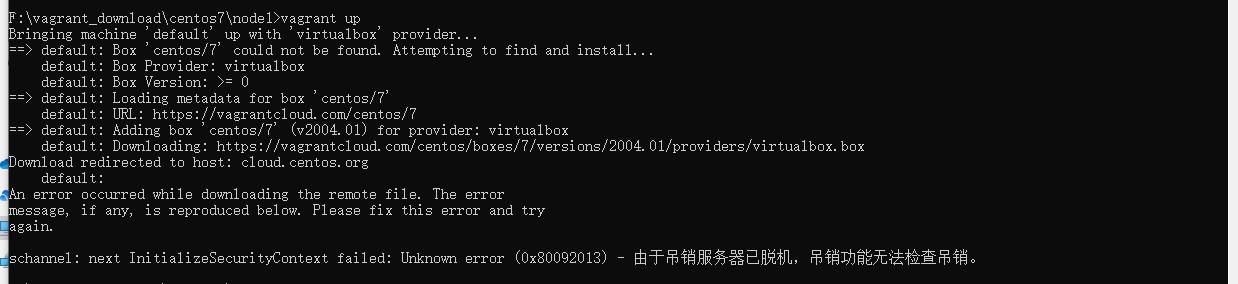 F:\vagrant_download\centos7\node1>vagrant up
Bringing machine 'default' up with 'virtualbox' provider...
==> default: Box 'centos/7' could not be found. Attempting to find and install...
    default: Box Provider: virtualbox
    default: Box Version: >= 0
==> default: Loading metadata for box 'centos/7'
    default: URL: https://vagrantcloud.com/centos/7
==> default: Adding box 'centos/7' (v2004.01) for provider: virtualbox
    default: Downloading: https://vagrantcloud.com/centos/boxes/7/versions/2004.01/providers/virtualbox.box
Download redirected to host: cloud.centos.org
    default:
An error occurred while downloading the remote file. The error
message, if any, is reproduced below. Please fix this error and try
again.
schannel: next InitializeSecurityContext failed: Unknown error (0x80092013) - 由于吊销服务器已脱机，吊销功能无法检查吊销。